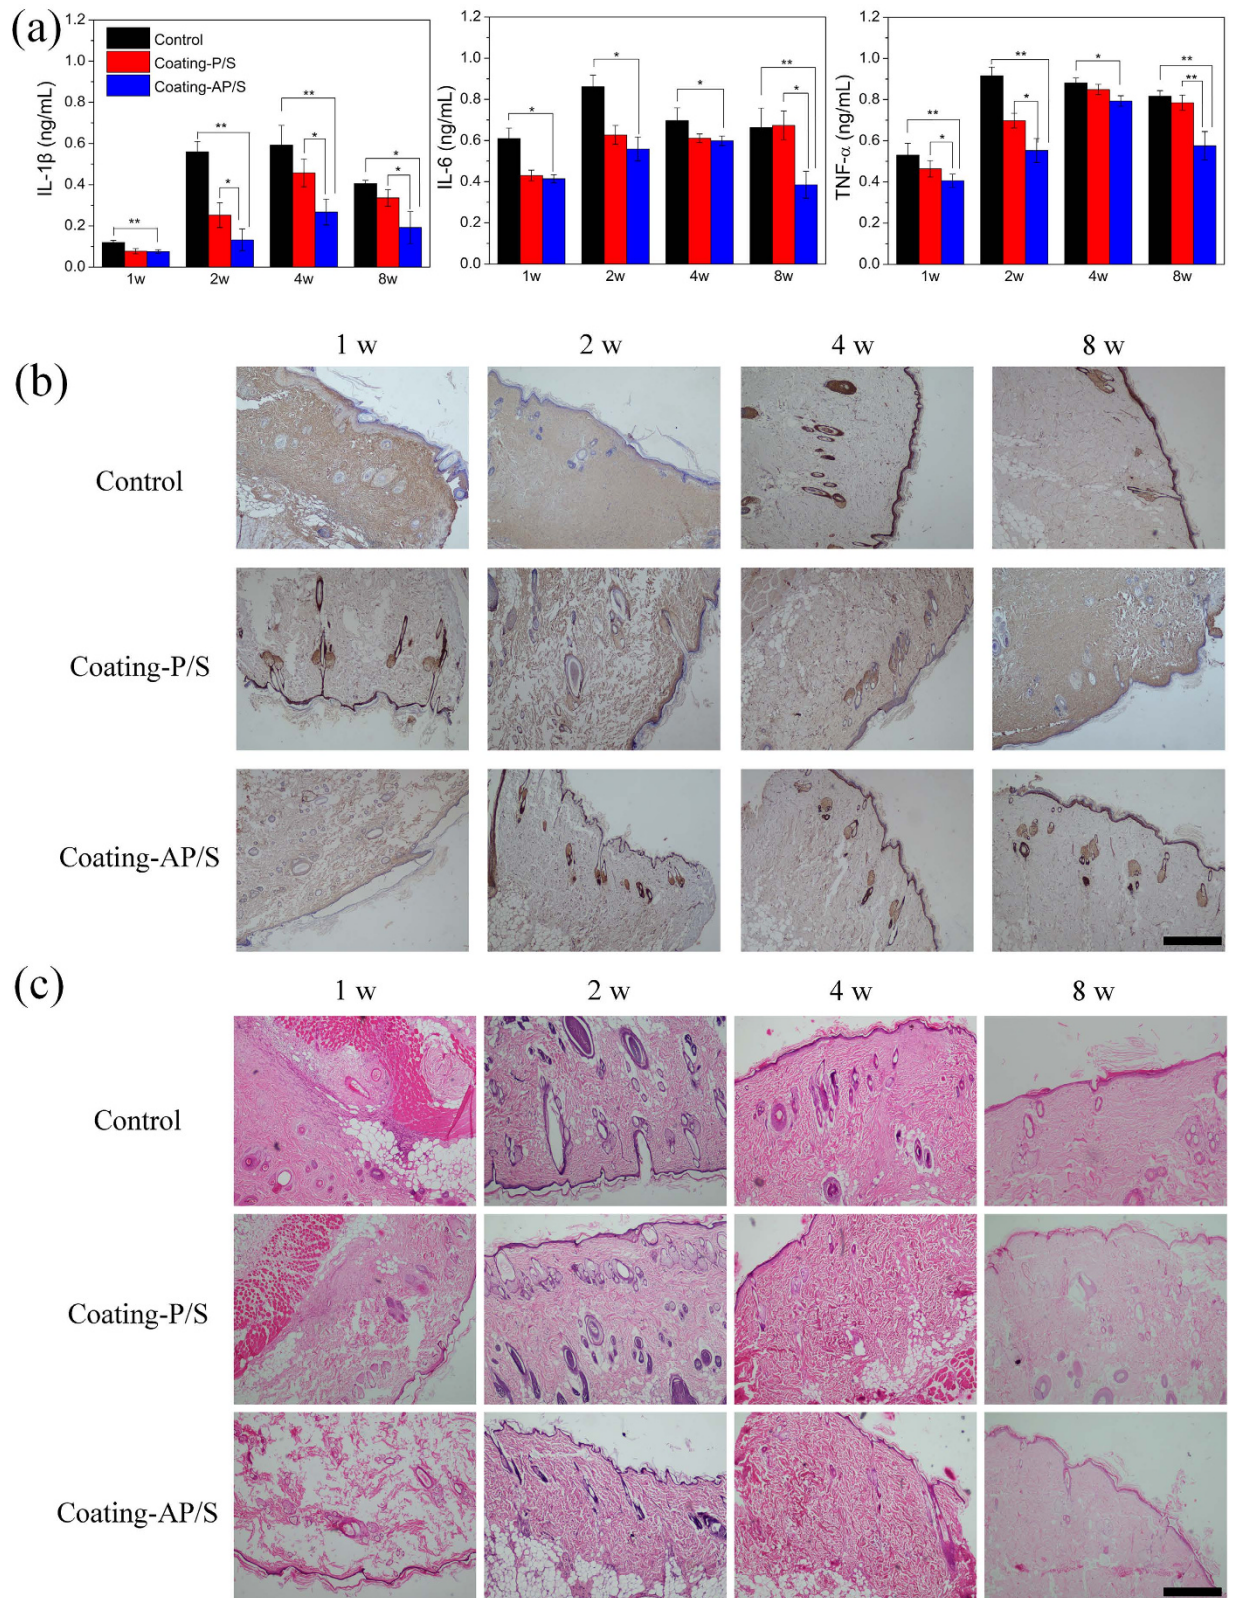 (a)
1.2
1.0
0.8
0.6
0.4
0.2
0.0
IL-1β (ng/mL)
Control
Coating-P/S
Coating-AP/S
**
**
*
**
*
*
*
1w
2w
4w
8w
1.2
1.0
0.8
0.6
0.4
0.2
0.0
IL-6 (ng/mL)
*
*
*
**
*
1w
2w
4w
8w
1.2
1.0
0.8
0.6
0.4
0.2
0.0
TNF-α (ng/mL)
**
*
**
*
*
**
**
1w
2w
4w
8w
(b)
1 w
2 w
4 w
8 w
Control
Coating-P/S
Coating-AP/S
(c)
1 w
2 w
4 w
8 w
Control
Coating-P/S
Coating-AP/S